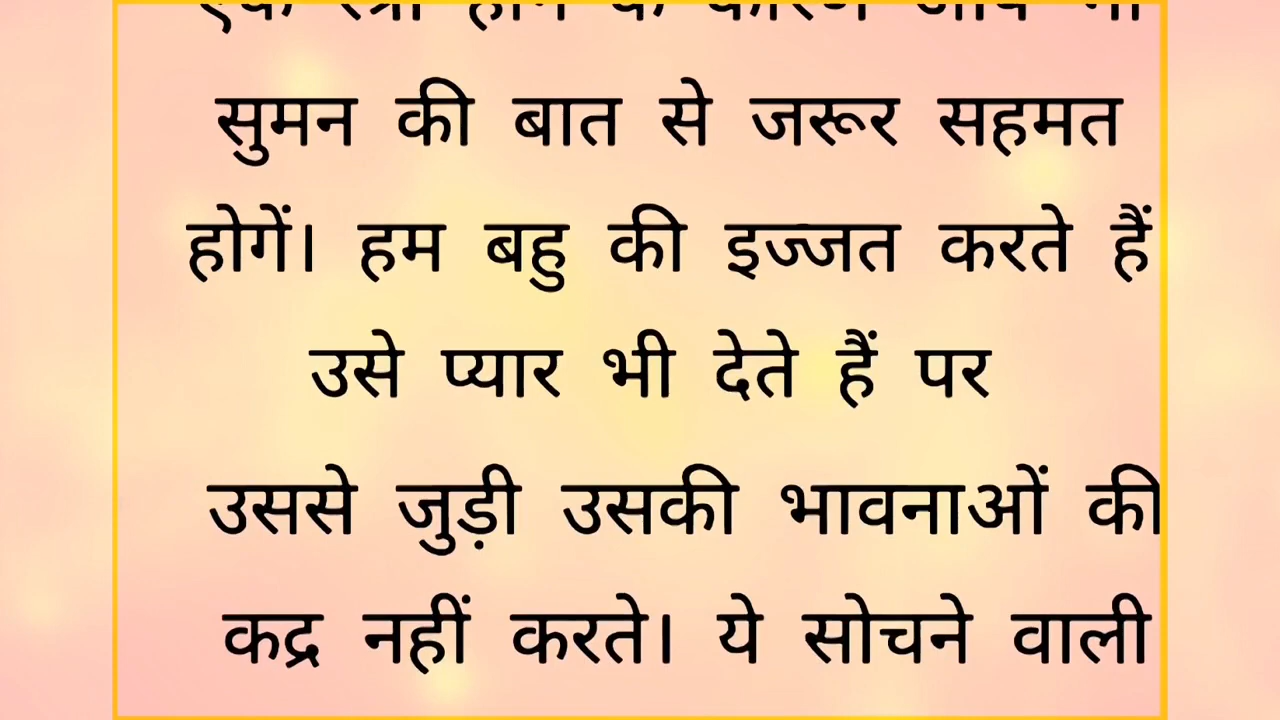 सुमन की बात से जरूर सहमत
होगें। हम बहु की इज्जत करते हैं
उसे प्यार भी देते हैं पर
उससे जुड़ी उसकी भावनाओं की
कद्र नहीं करते। ये सोचने वाली